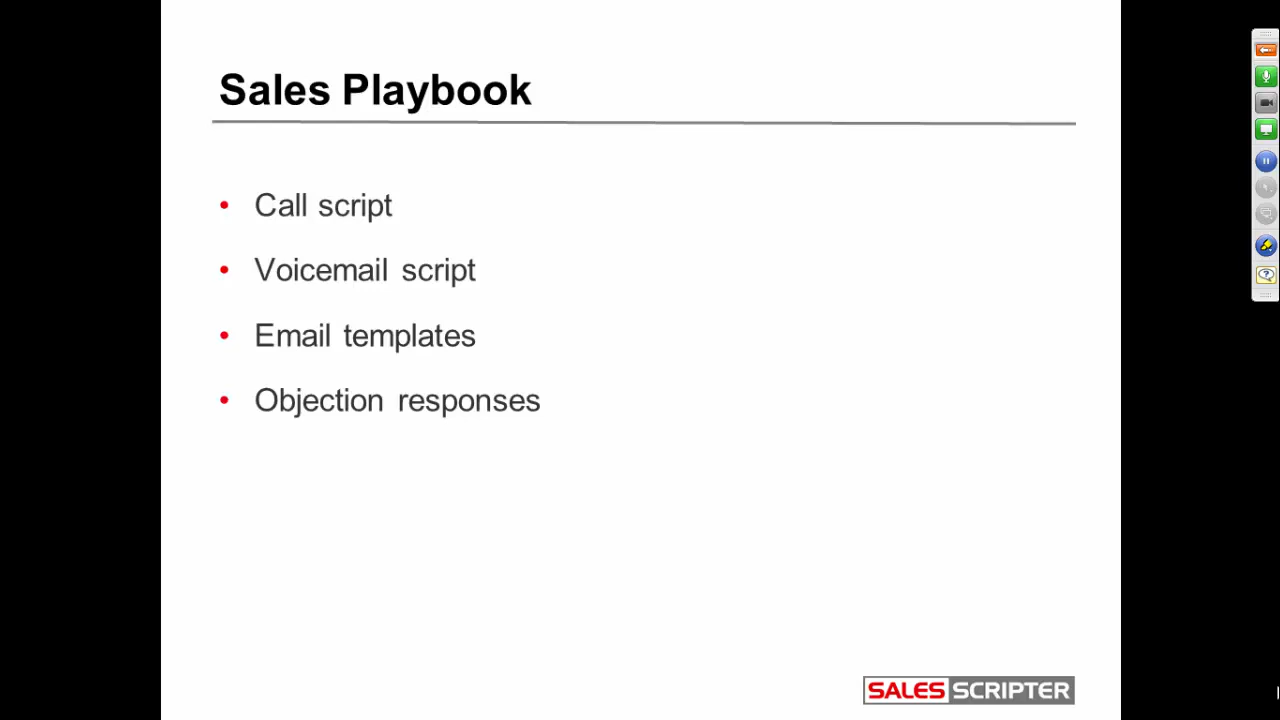 Sales Playbook
• Call script
• Voicemail script
• Email templates
• Objection responses
SALES SCRIPTER